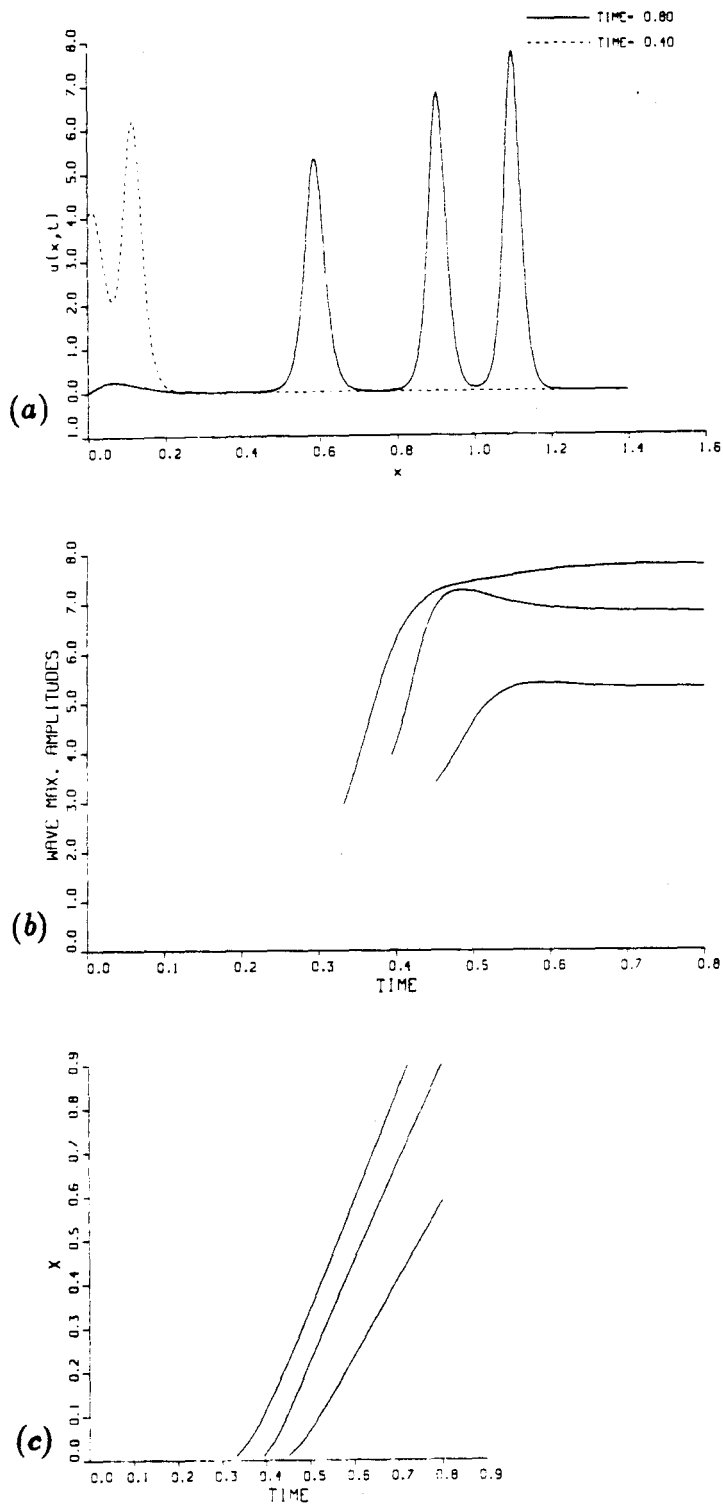 TIME= 0.80
TIME= 0.40
8.0
7.0
6.0
5.0
4.0
3.0
2.0
1.0
0.0
1.0
u(x,t)
(a)
0.0 0.2 0.4 0.6 0.8 1.0 1.2 1.4 1.6
x
8.0
7.0
6.0
5.0
4.0
3.0
2.0
1.0
0.0
WAVE MAX. AMPLITUDES
(b)
0.0 0.1 0.2 0.3 0.4 0.5 0.6 0.7 0.8
TIME
0.9
0.8
0.7
0.6
0.5
0.4
0.3
0.2
0.1
0.0
X
(c)
0.0 0.1 0.2 0.3 0.4 0.5 0.6 0.7 0.8 0.9
TIME